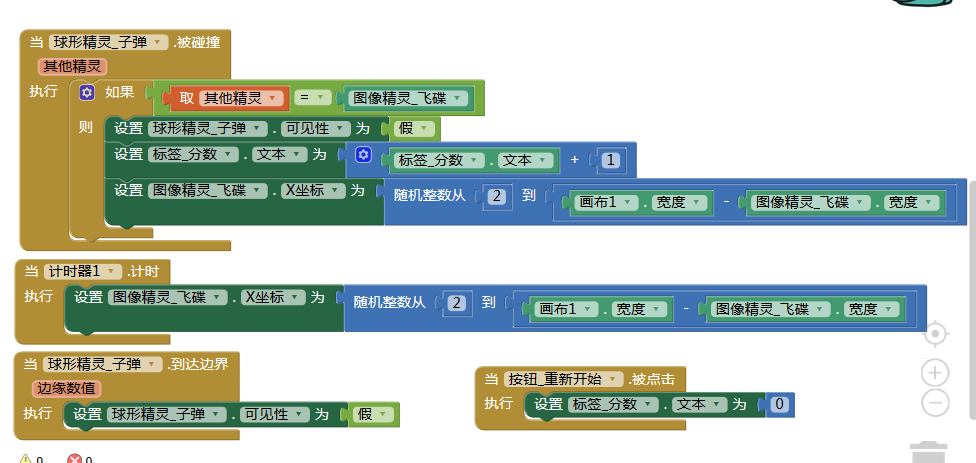 当 球形精灵_子弹 .被碰撞
其他精灵
执行 如果 取 其他精灵 = 图像精灵_飞碟
则 设置 球形精灵_子弹 . 可见性 为 假
设置 标签_分数 . 文本 为 标签_分数 . 文本 + 1
设置 图像精灵_飞碟 . X坐标 为 随机整数从 2 到 画布1 . 宽度 - 图像精灵_飞碟 . 宽度
当 计时器1 .计时
执行 设置 图像精灵_飞碟 . X坐标 为 随机整数从 2 到 画布1 . 宽度 - 图像精灵_飞碟 . 宽度
当 球形精灵_子弹 .到达边界
边缘数值
执行 设置 球形精灵_子弹 . 可见性 为 假
当 按钮_重新开始 .被点击
执行 设置 标签_分数 . 文本 为 0
0 0